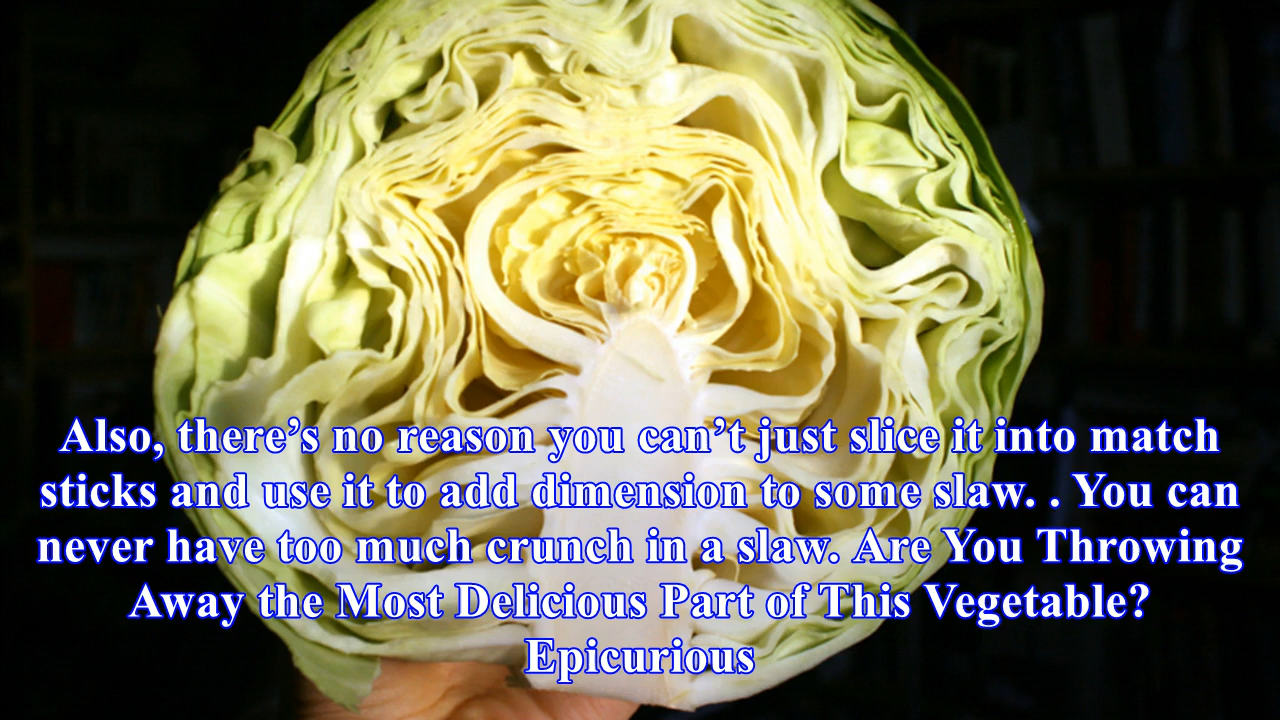 Also, there’s no reason you can’t just slice it into match
sticks and use it to add dimension to some slaw. . You can
never have too much crunch in a slaw. Are You Throwing
Away the Most Delicious Part of This Vegetable?
Epicurious